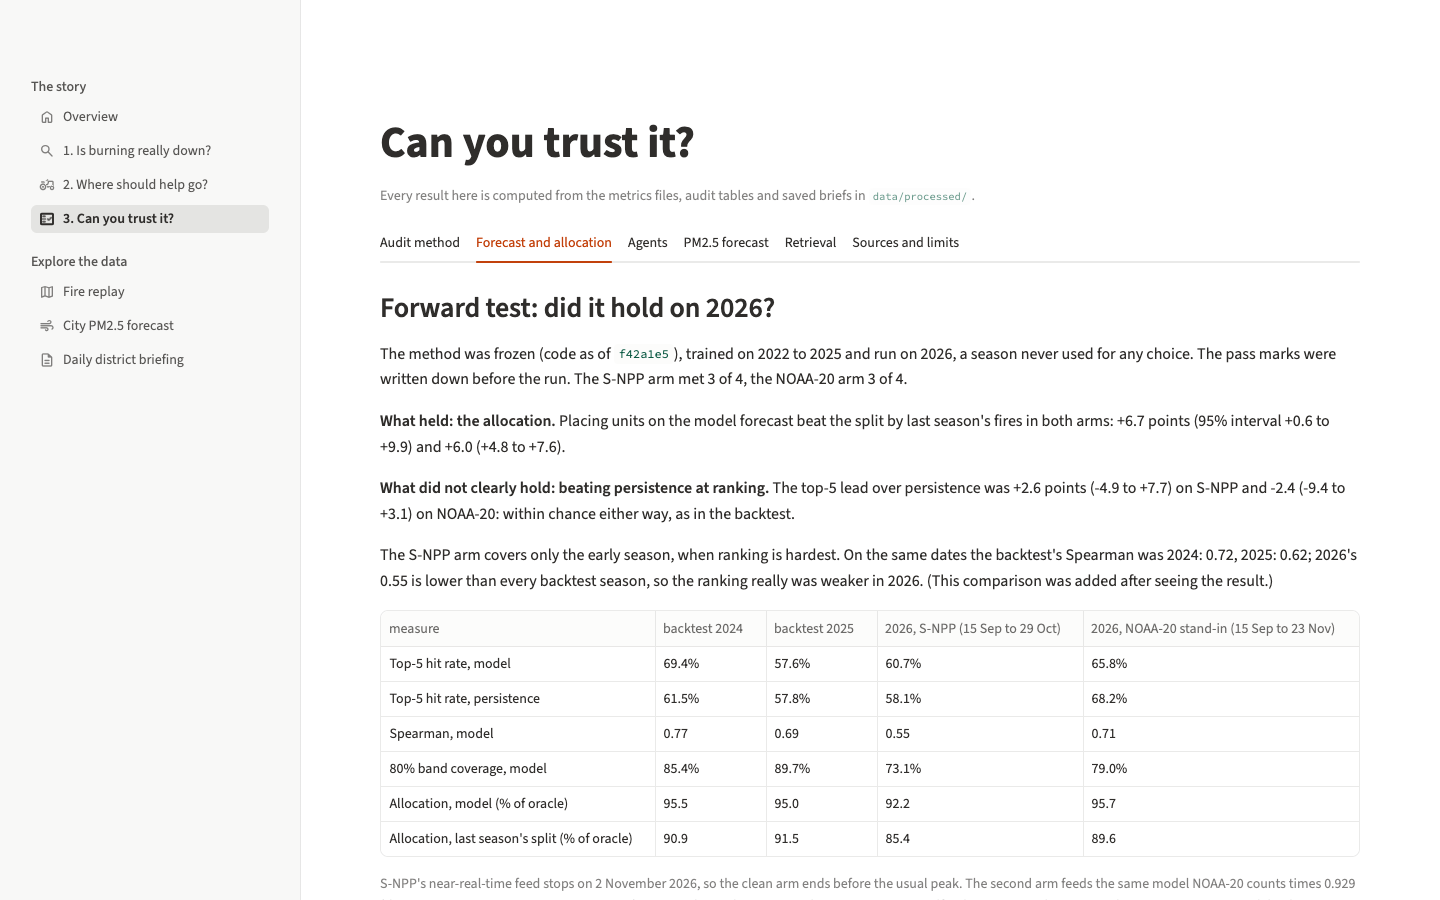 The story
Overview
1. Is burning really down?
2. Where should help go?
3. Can you trust it?
Explore the data
Fire replay
City PM2.5 forecast
Daily district briefing
Can you trust it?
Every result here is computed from the metrics files, audit tables and saved briefs in data/processed/ .
Audit method Forecast and allocation Agents PM2.5 forecast Retrieval Sources and limits
Forward test: did it hold on 2026?
The method was frozen (code as of f42a1e5 ), trained on 2022 to 2025 and run on 2026, a season never used for any choice. The pass marks were
written down before the run. The S-NPP arm met 3 of 4, the NOAA-20 arm 3 of 4.
What held: the allocation. Placing units on the model forecast beat the split by last season's fires in both arms: +6.7 points (95% interval +0.6 to
+9.9) and +6.0 (+4.8 to +7.6).
What did not clearly hold: beating persistence at ranking. The top-5 lead over persistence was +2.6 points (-4.9 to +7.7) on S-NPP and -2.4 (-9.4 to
+3.1) on NOAA-20: within chance either way, as in the backtest.
The S-NPP arm covers only the early season, when ranking is hardest. On the same dates the backtest's Spearman was 2024: 0.72, 2025: 0.62; 2026's
0.55 is lower than every backtest season, so the ranking really was weaker in 2026. (This comparison was added after seeing the result.)
measure backtest 2024 backtest 2025 2026, S-NPP (15 Sep to 29 Oct) 2026, NOAA-20 stand-in (15 Sep to 23 Nov)
Top-5 hit rate, model 69.4% 57.6% 60.7% 65.8%
Top-5 hit rate, persistence 61.5% 57.8% 58.1% 68.2%
Spearman, model 0.77 0.69 0.55 0.71
80% band coverage, model 85.4% 89.7% 73.1% 79.0%
Allocation, model (% of oracle) 95.5 95.0 92.2 95.7
Allocation, last season's split (% of oracle) 90.9 91.5 85.4 89.6
S-NPP's near-real-time feed stops on 2 November 2026, so the clean arm ends before the usual peak. The second arm feeds the same model NOAA-20 counts times 0.929